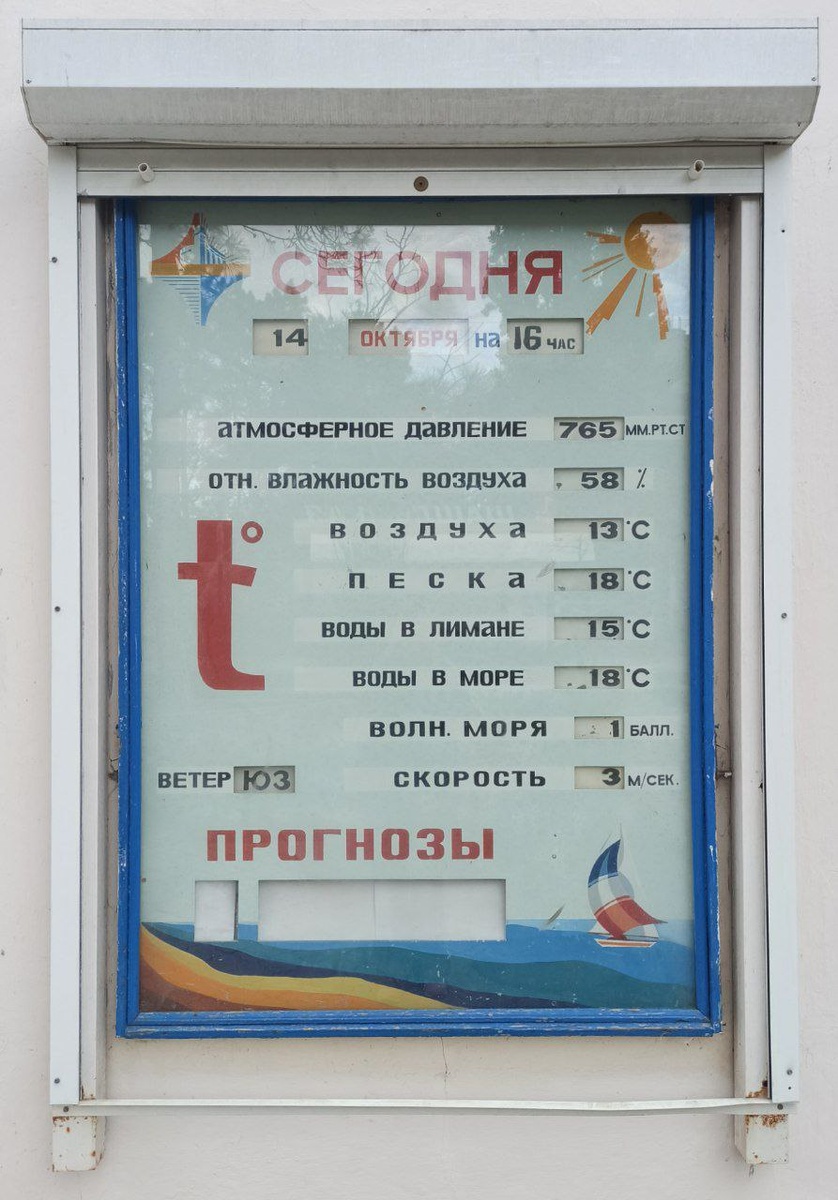 СЕГОДНЯ
14 ОКТЯБРЯ на 16 ЧАС
АТМОСФЕРНОЕ ДАВЛЕНИЕ 765 ММ.РТ.СТ
ОТН. ВЛАЖНОСТЬ ВОЗДУХА 58 %
t° ВОЗДУХА 13°С
ПЕСКА 18°С
ВОДЫ В ЛИМАНЕ 15°С
ВОДЫ В МОРЕ 18°С
ВОЛН. МОРЯ 1 БАЛЛ.
ВЕТЕР ЮЗ СКОРОСТЬ 3 М/СЕК.
ПРОГНОЗЫ